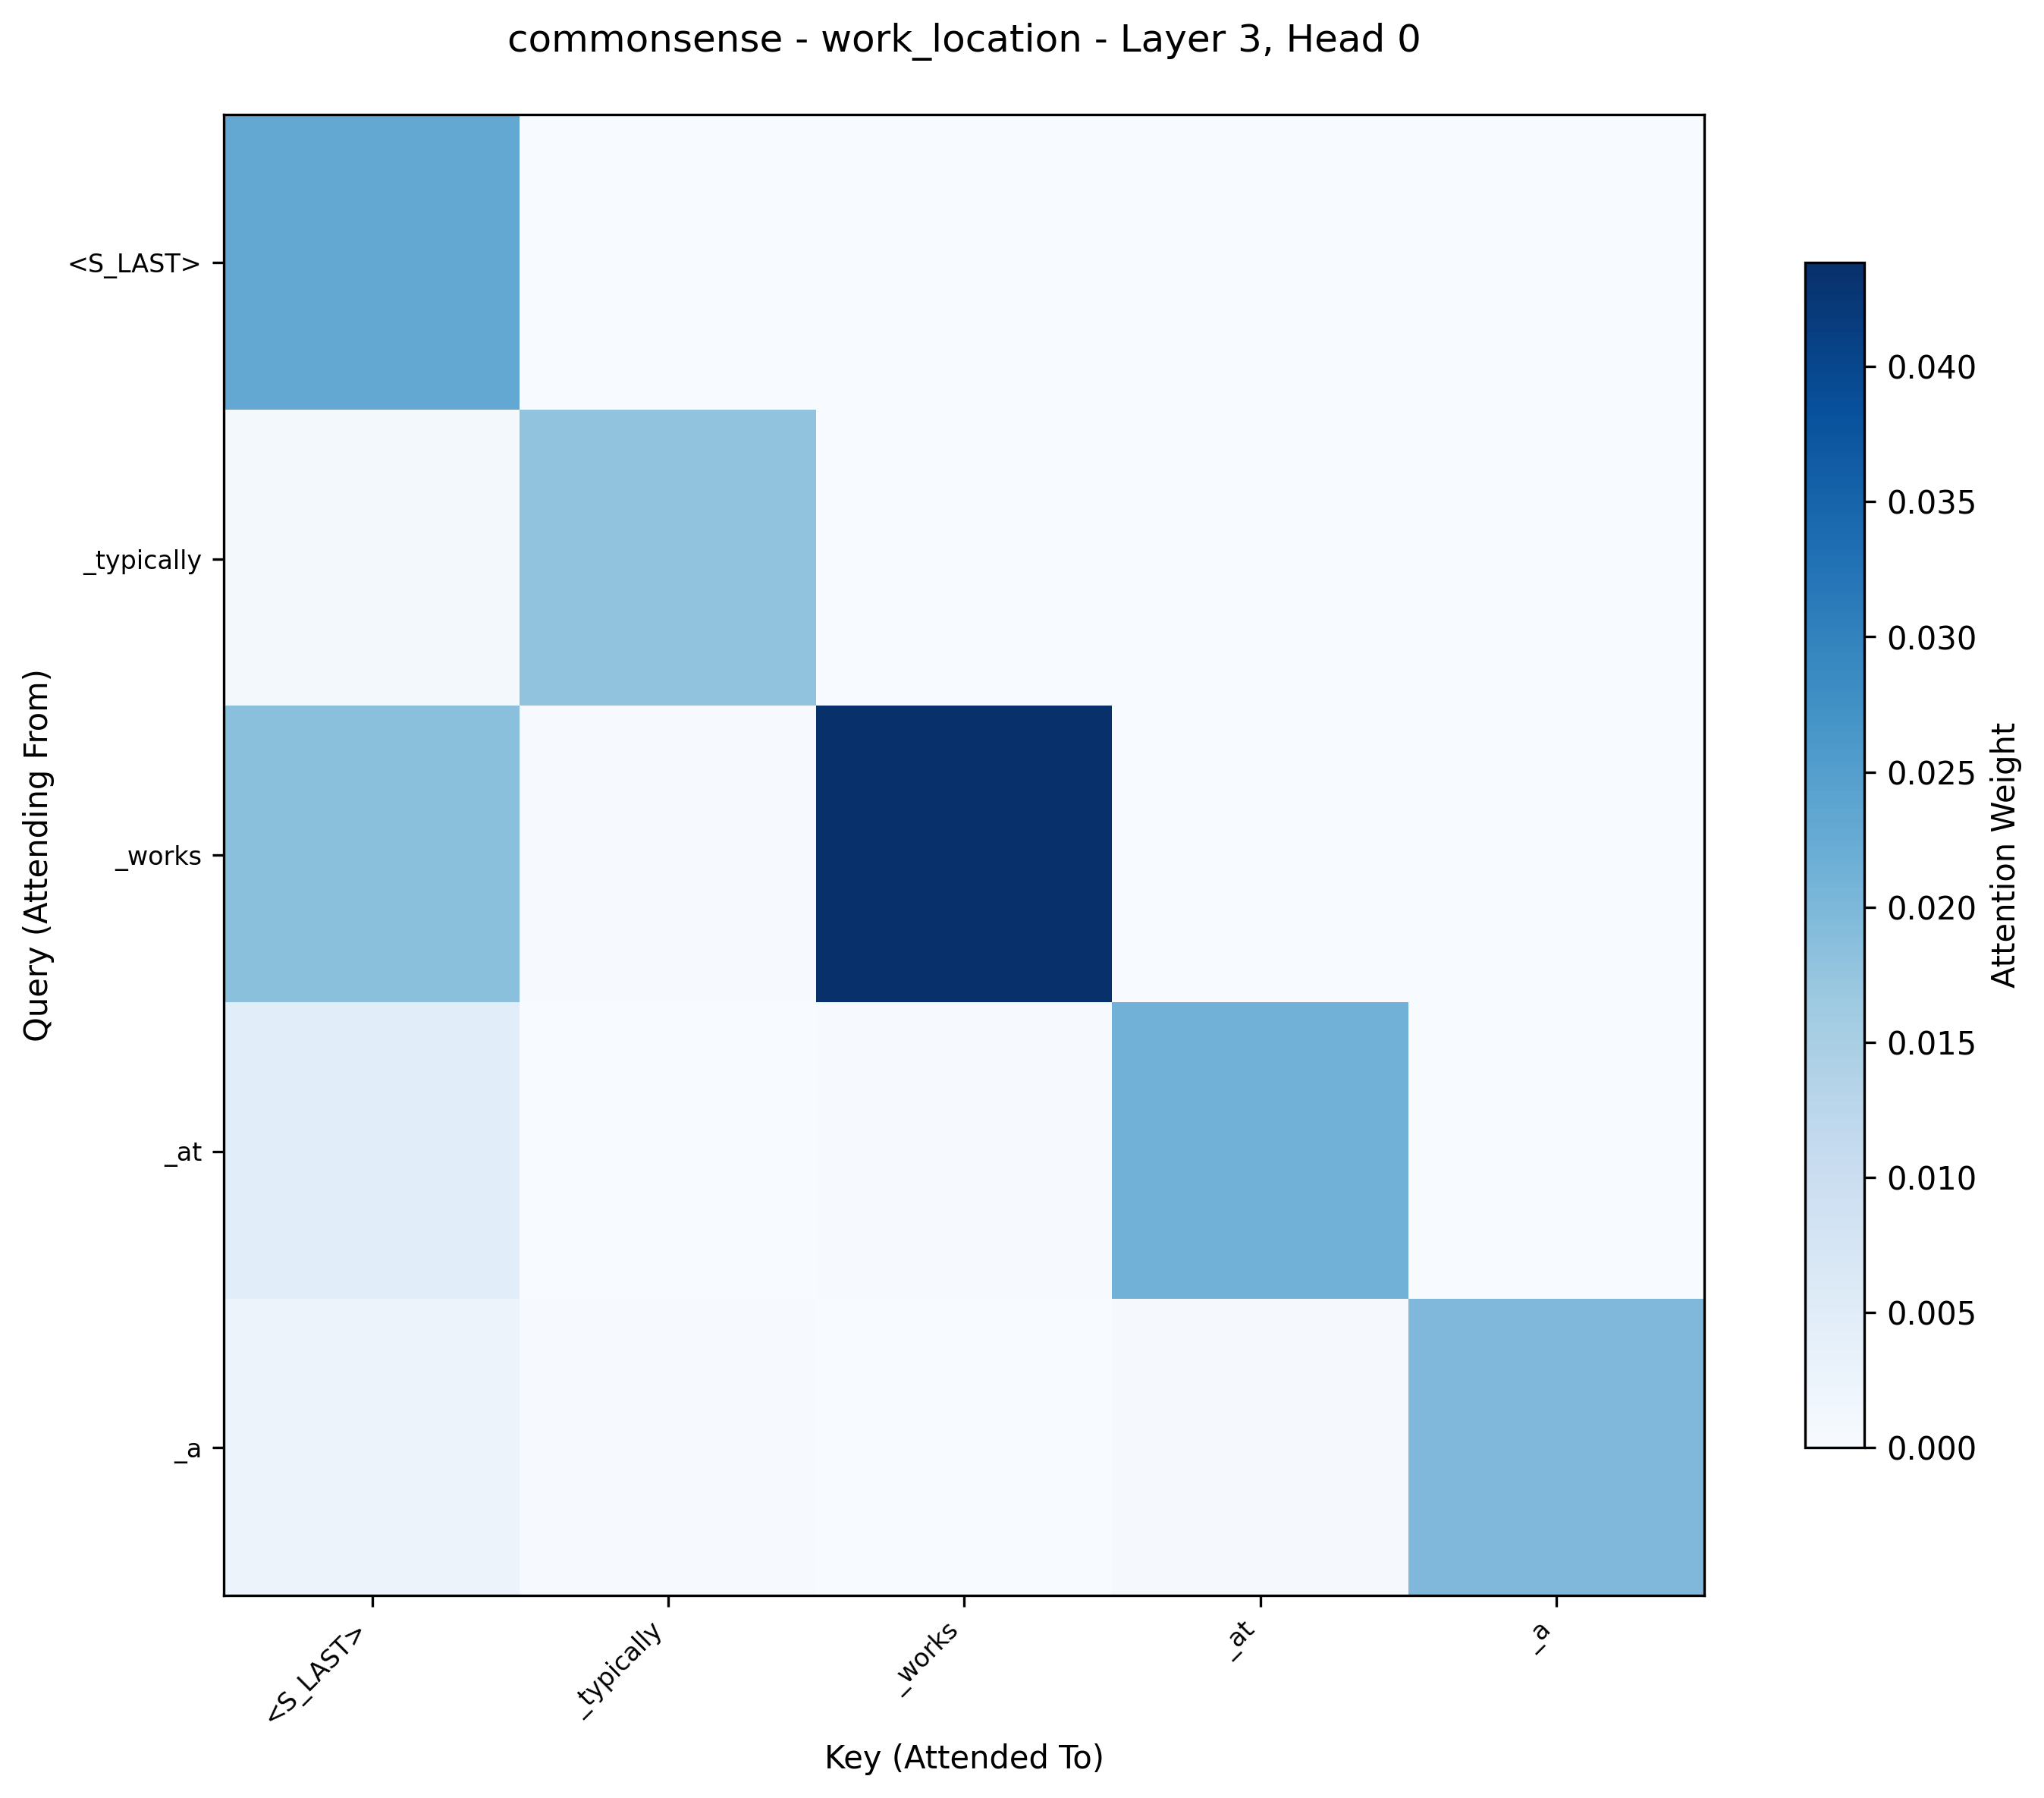 commonsense - work_location - Layer 3, Head 0
Query (Attending From)
<S_LAST>
_typically
_works
_at
_a
<S_LAST>
_typically
_works
_at
_a
Key (Attended To)
0.040
0.035
0.030
0.025
0.020
0.015
0.010
0.005
0.000
Attention Weight